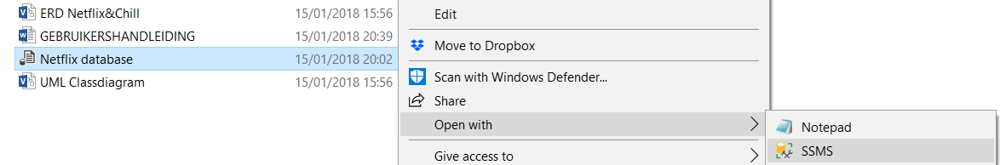 ERD Netflix&Chill 15/01/2018 15:56
GEBRUIKERSHANDLEIDING 15/01/2018 20:39
Netflix database 15/01/2018 20:02
UML Classdiagram 15/01/2018 15:56
Edit
Move to Dropbox
Scan with Windows Defender...
Share
Open with
Give access to
Notepad
SSMS